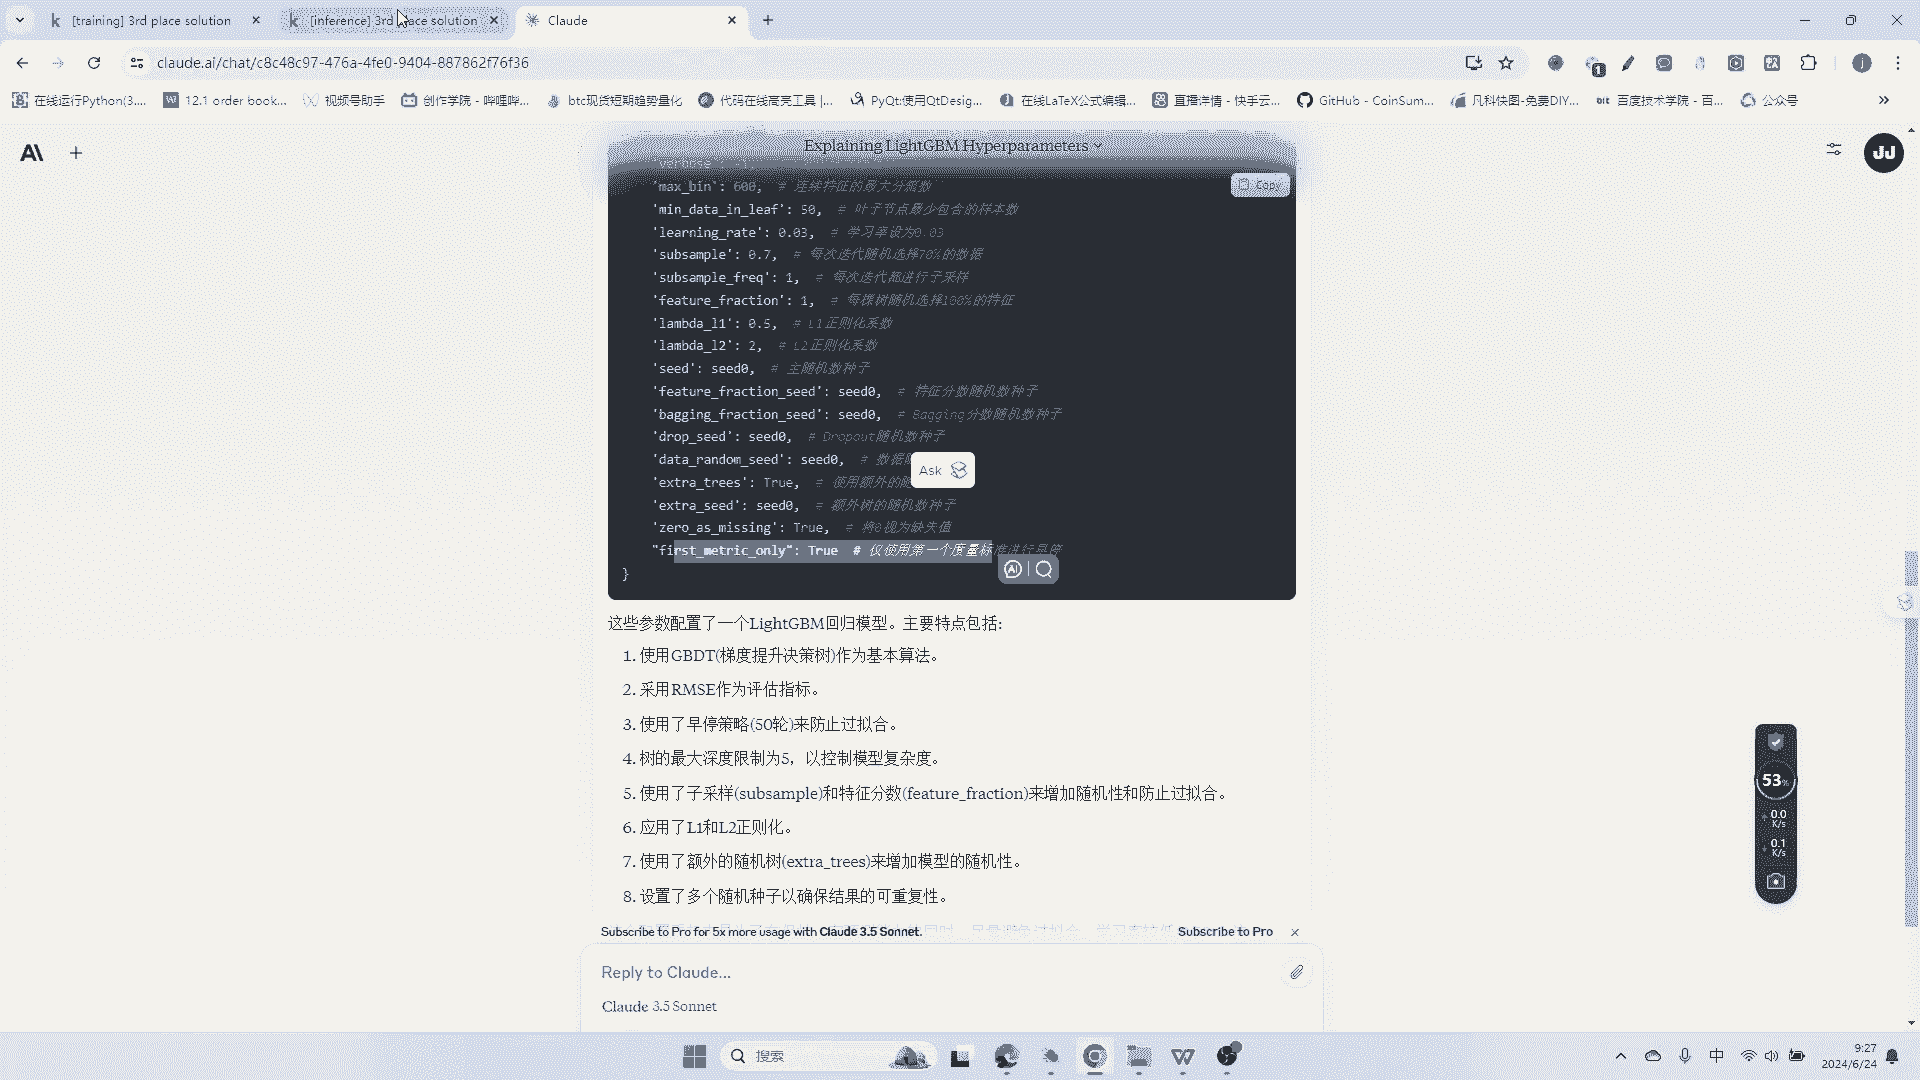 [training] 3rd place solution
[inference] 3rd place solution
Claude
claude.ai/chat/c8c48c97-476a-4fe0-9404-887862f76f36
1
在线运行Python(3....
12.1 order book...
视频号助手
创作学院 - 哔哩哔...
btc现货短期趋势量化
代码在线高亮工具 |...
PyQt使用QtDesig...
在线LaTeX公式编辑...
直播详情 - 快手云...
GitHub - CoinSum...
凡科快图-免费DIY...
百度技术学院 - 百...
公众号
JJ
Explaining LightGBM Hyperparameters
Copy
'max_bin': 600, # 连续特征的最大分箱数
'min_data_in_leaf': 50, # 叶子节点最少包含的样本数
'learning_rate': 0.03, # 学习率设为0.03
'subsample': 0.7, # 每次迭代随机选择70%的数据
'subsample_freq': 1, # 每次迭代都进行子采样
'feature_fraction': 1, # 每棵树随机选择100%的特征
'lambda_l1': 0.5, # L1正则化系数
'lambda_l2': 2, # L2正则化系数
'seed': seed0, # 主随机数种子
'feature_fraction_seed': seed0, # 特征分数随机数种子
'bagging_fraction_seed': seed0, # Bagging分数随机数种子
'drop_seed': seed0, # Dropout随机数种子
'data_random_seed': seed0, # 数据
Ask
'extra_trees': True, # 使用额外的
'extra_seed': seed0, # 额外树的随机数种子
'zero_as_missing': True, # 将0视为缺失值
"first_metric_only": True # 仅使用第一个度量标准进行早停
}
这些参数配置了一个LightGBM回归模型。主要特点包括:
1. 使用GBDT(梯度提升决策树)作为基本算法。
2. 采用RMSE作为评估指标。
3. 使用了早停策略(50轮)来防止过拟合。
4. 树的最大深度限制为5，以控制模型复杂度。
5. 使用了子采样(subsample)和特征分数(feature_fraction)来增加随机性和防止过拟合。
6. 应用了L1和L2正则化。
7. 使用了额外的随机树(extra_trees)来增加模型的随机性。
8. 设置了多个随机种子以确保结果的可重复性。
Subscribe to Pro for 5x more usage with Claude 3.5 Sonnet.
Subscribe to Pro
Reply to Claude...
Claude 3.5 Sonnet
53%
0.0
K/s
0.1
K/s
搜索
中
9:27
2024/6/24